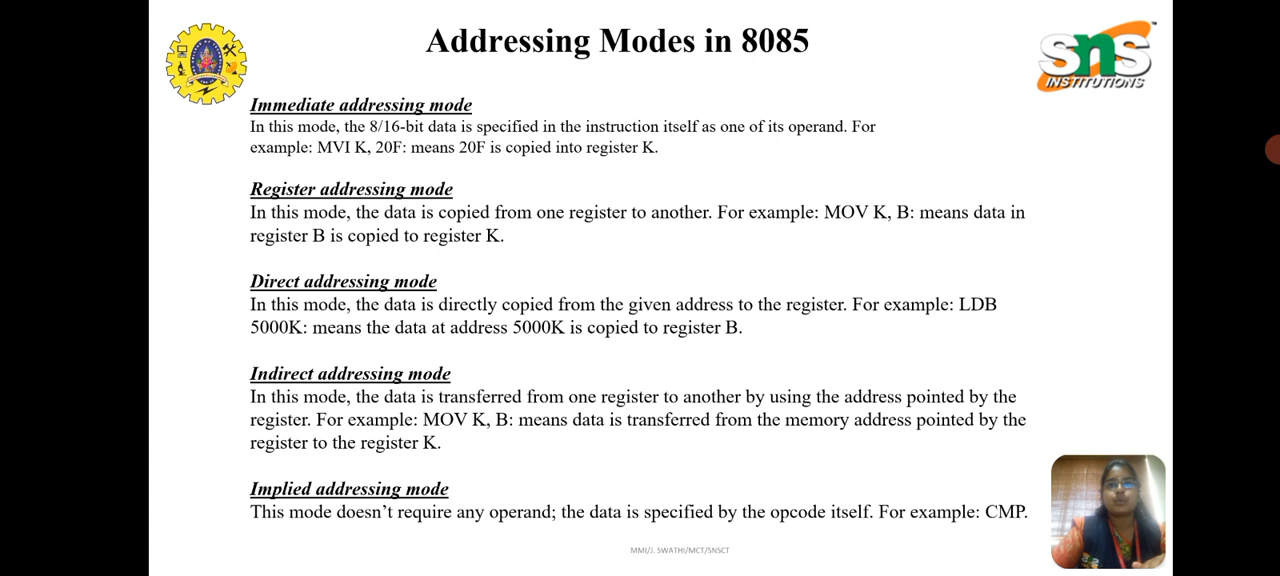 Addressing Modes in 8085
SNS
INSTITUTIONS
Immediate addressing mode
In this mode, the 8/16-bit data is specified in the instruction itself as one of its operand. For
example: MVI K, 20F: means 20F is copied into register K.
Register addressing mode
In this mode, the data is copied from one register to another. For example: MOV K, B: means data in
register B is copied to register K.
Direct addressing mode
In this mode, the data is directly copied from the given address to the register. For example: LDB
5000K: means the data at address 5000K is copied to register B.
Indirect addressing mode
In this mode, the data is transferred from one register to another by using the address pointed by the
register. For example: MOV K, B: means data is transferred from the memory address pointed by the
register to the register K.
Implied addressing mode
This mode doesn’t require any operand; the data is specified by the opcode itself. For example: CMP.
MMI/J. SWATHI/MCT/SNSCT